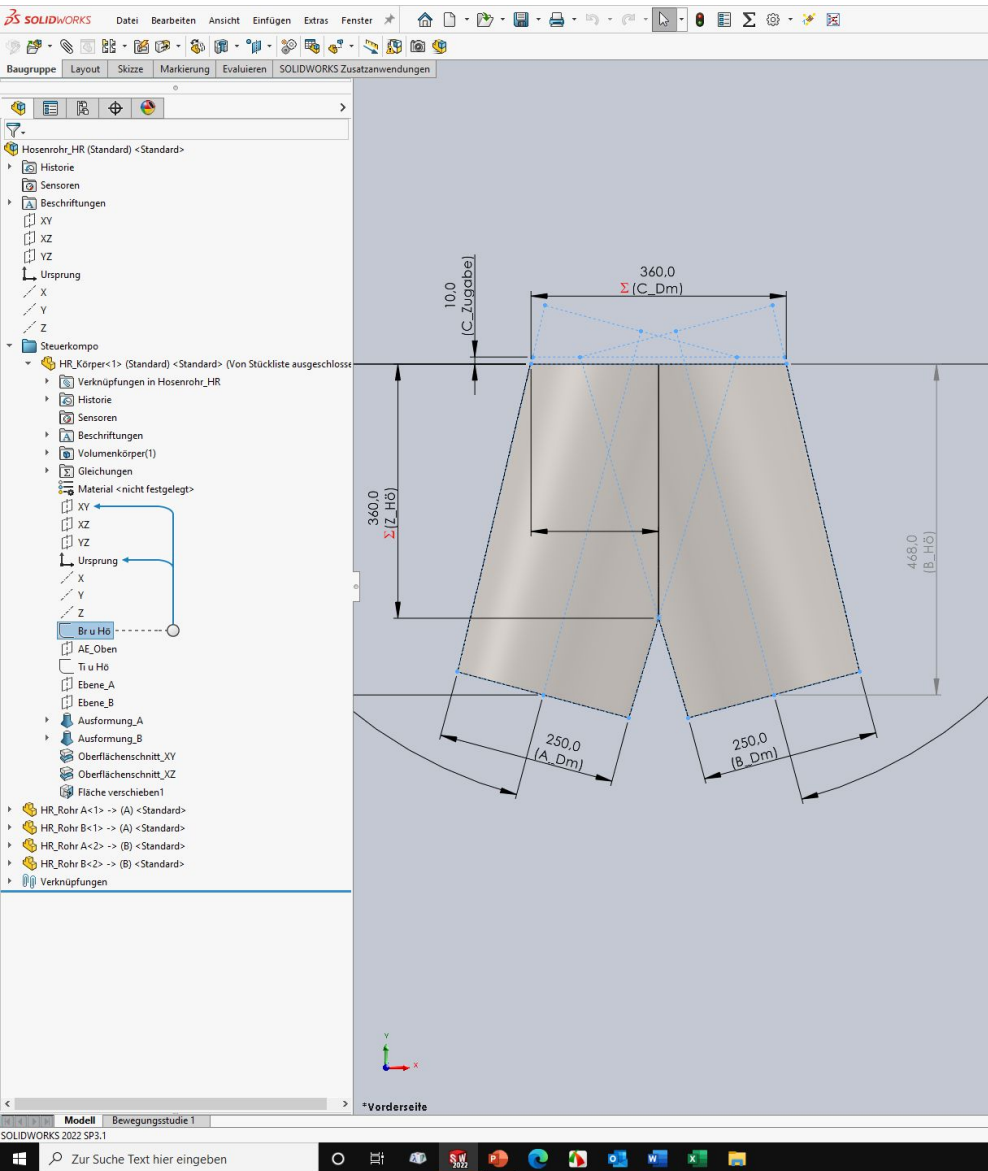 SOLIDWORKS Datei Bearbeiten Ansicht Einfügen Extras Fenster
Baugruppe Layout Skizze Markierung Evaluieren SOLIDWORKS Zusatzanwendungen
Hosenrohr_HR (Standard) <Standard>
Historie
Sensoren
Beschriftungen
XY
XZ
YZ
Ursprung
X
Y
Z
Steuerkompo
HR_Körper<1> (Standard) <Standard> (Von Stückliste ausgeschlosse
Verknüpfungen in Hosenrohr_HR
Historie
Sensoren
Beschriftungen
Volumenkörper(1)
Gleichungen
Material <nicht festgelegt>
XY
XZ
YZ
Ursprung
X
Y
Z
Br u Hö
AE_Oben
Ti u Hö
Ebene_A
Ebene_B
Ausformung_A
Ausformung_B
Oberflächenschnitt_XY
Oberflächenschnitt_XZ
Fläche verschieben1
HR_Rohr A<1> -> (A) <Standard>
HR_Rohr B<1> -> (A) <Standard>
HR_Rohr A<2> -> (B) <Standard>
HR_Rohr B<2> -> (B) <Standard>
Verknüpfungen
10,0
(C_Zugabe)
360,0
Σ(C_Dm)
360,0
Σ(Z_Hö)
468,0
(B_Hö)
250,0
(A_Dm)
250,0
(B_Dm)
Y
X
*Vorderseite
Modell Bewegungsstudie 1
SOLIDWORKS 2022 SP3.1
Zur Suche Text hier eingeben
SW
2022